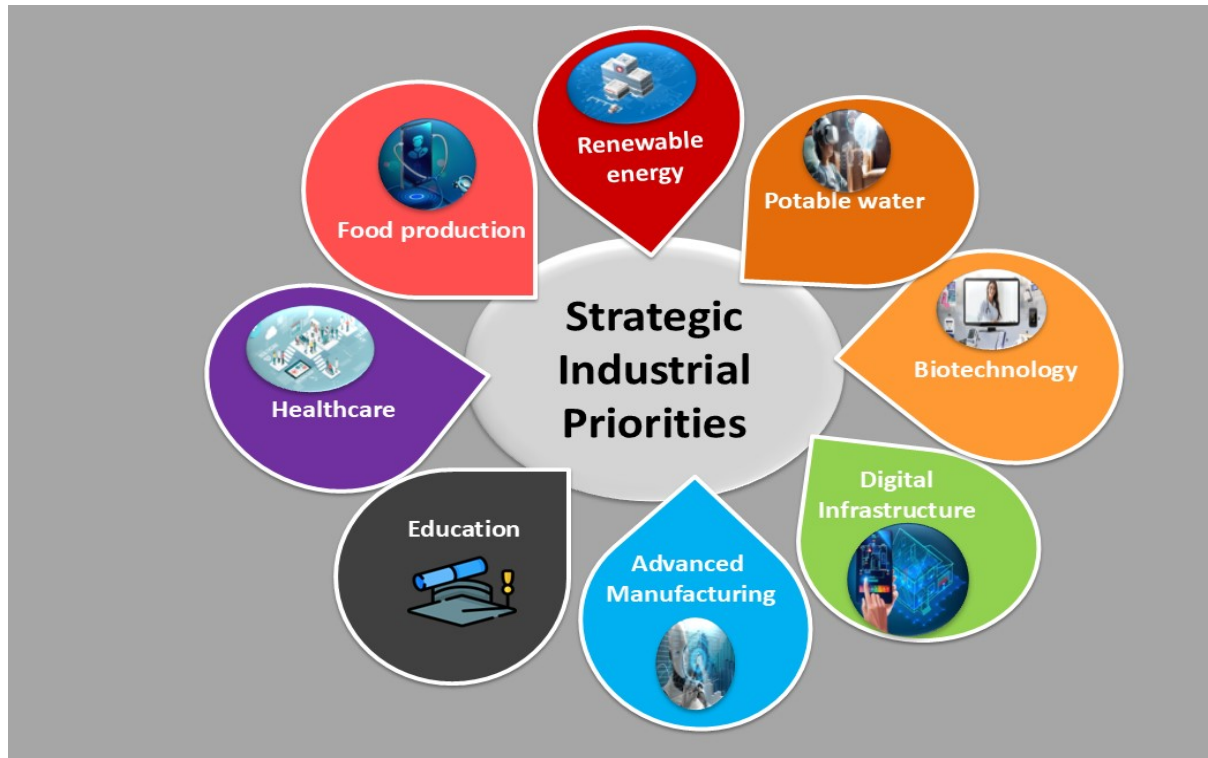 Strategic
Industrial
Priorities
Renewable
energy
Potable water
Biotechnology
Digital
Infrastructure
Advanced
Manufacturing
Education
Healthcare
Food production